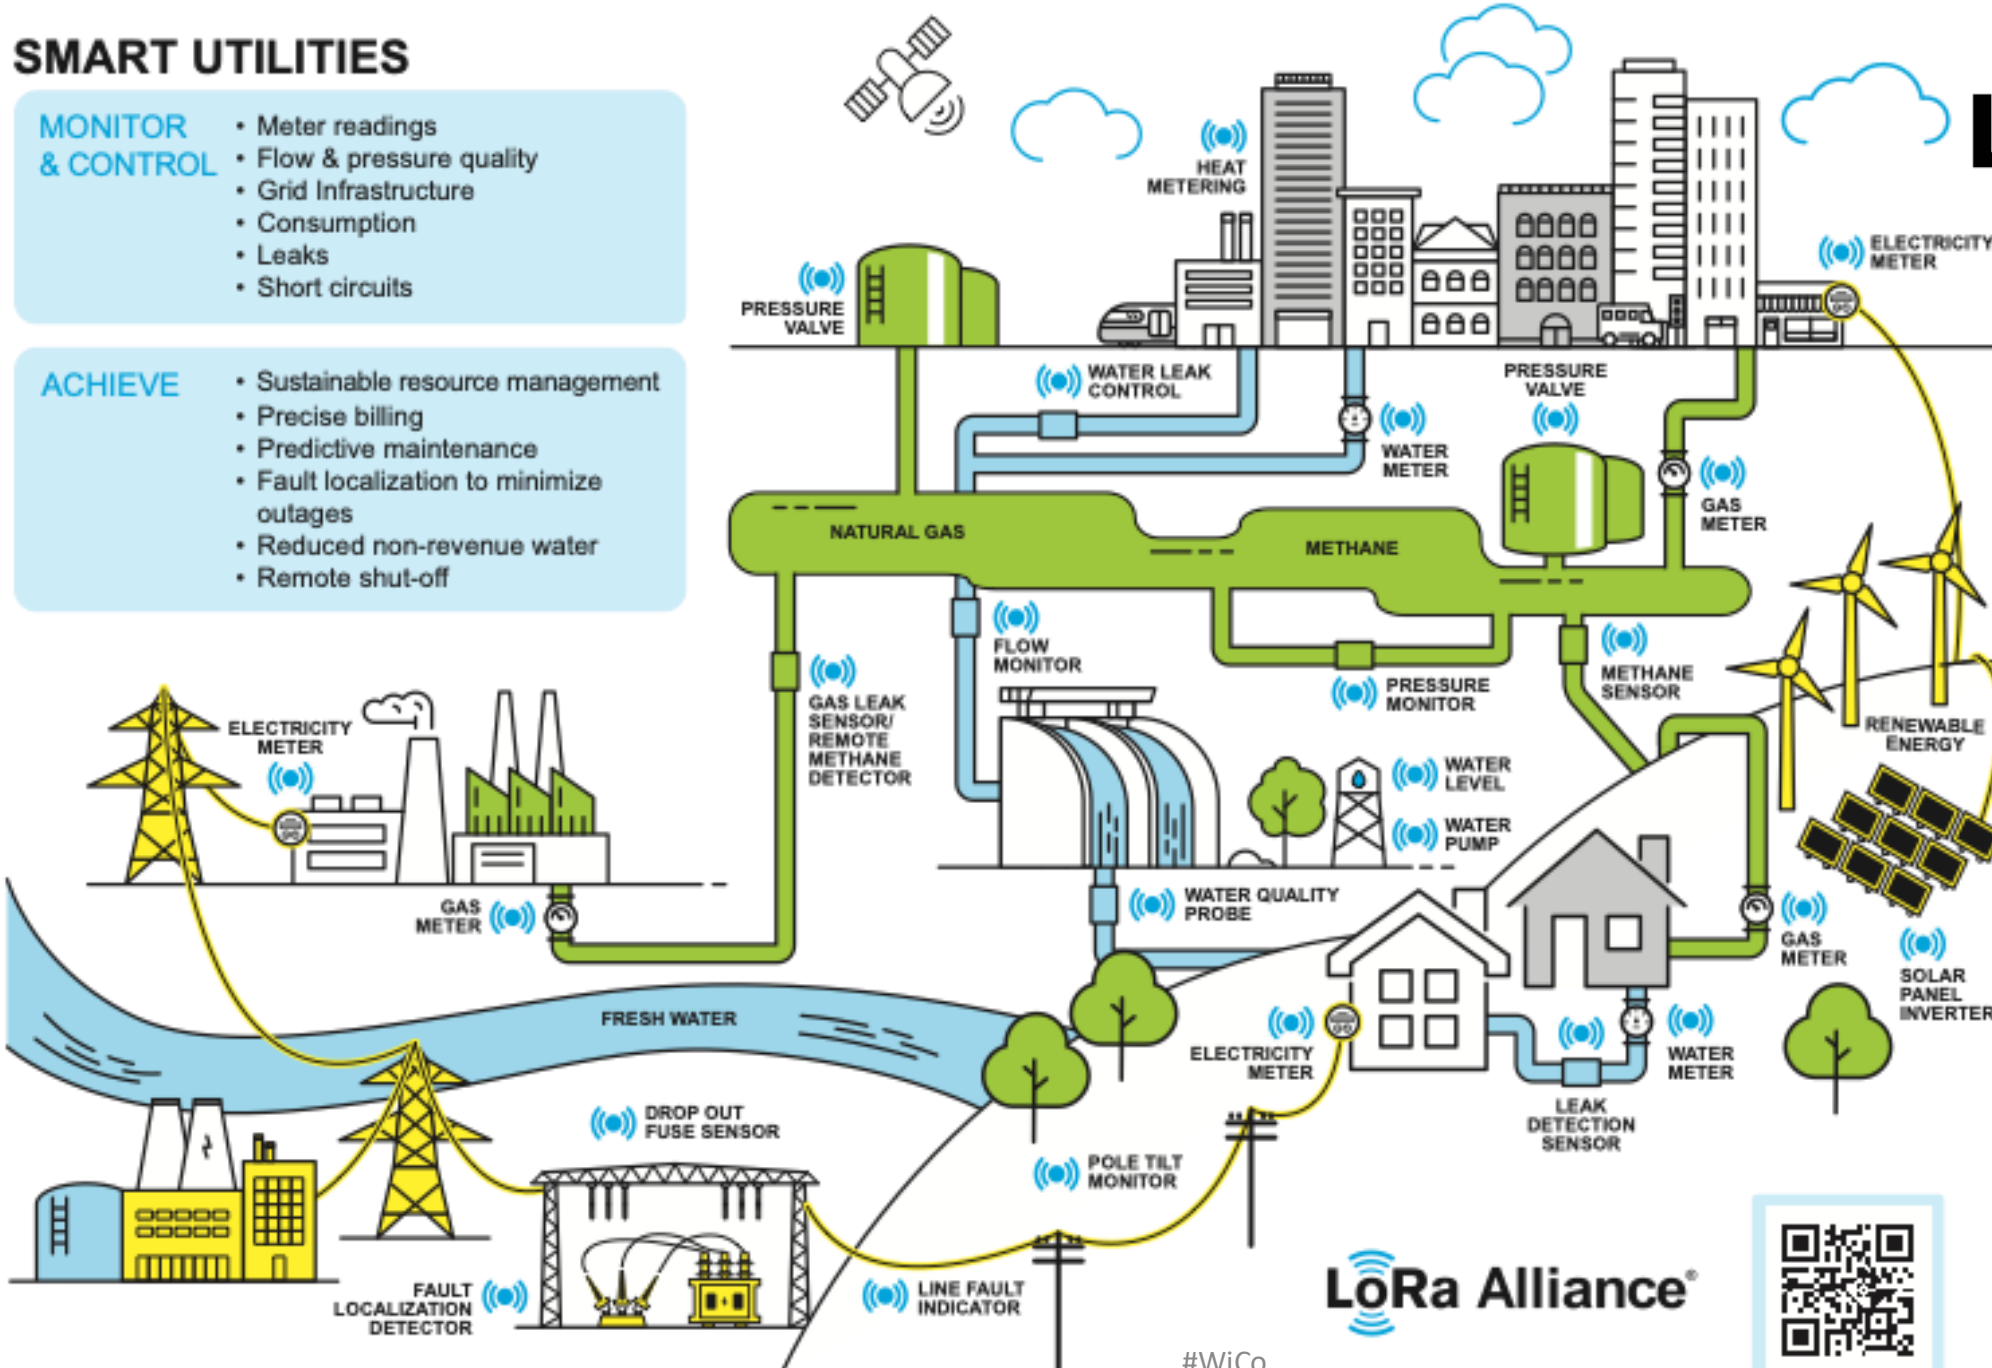 SMART UTILITIES
MONITOR
& CONTROL
• Meter readings
• Flow & pressure quality
• Grid Infrastructure
• Consumption
• Leaks
• Short circuits
ACHIEVE
• Sustainable resource management
• Precise billing
• Predictive maintenance
• Fault localization to minimize
outages
• Reduced non-revenue water
• Remote shut-off
HEAT
METERING
PRESSURE
VALVE
ELECTRICITY
METER
WATER LEAK
CONTROL
PRESSURE
VALVE
WATER
METER
GAS
METER
NATURAL GAS
METHANE
FLOW
MONITOR
METHANE
SENSOR
PRESSURE
MONITOR
GAS LEAK
SENSOR/
REMOTE
METHANE
DETECTOR
RENEWABLE
ENERGY
ELECTRICITY
METER
WATER
LEVEL
WATER
PUMP
GAS
METER
WATER QUALITY
PROBE
GAS
METER
SOLAR
PANEL
INVERTER
FRESH WATER
ELECTRICITY
METER
WATER
METER
LEAK
DETECTION
SENSOR
DROP OUT
FUSE SENSOR
POLE TILT
MONITOR
FAULT
LOCALIZATION
DETECTOR
LINE FAULT
INDICATOR
LoRa Alliance®
#WiCo